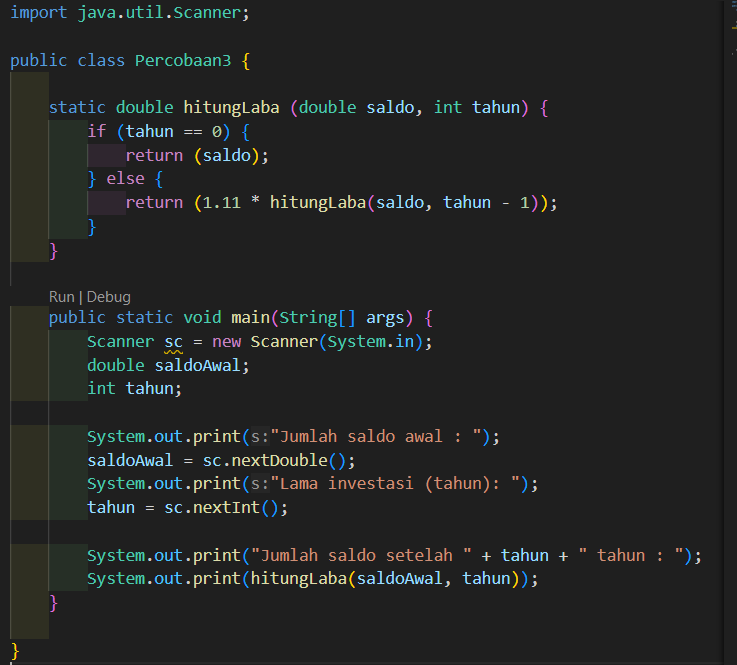 import java.util.Scanner;
public class Percobaan3 {
static double hitungLaba (double saldo, int tahun) {
if (tahun == 0) {
return (saldo);
} else {
return (1.11 * hitungLaba(saldo, tahun - 1));
}
}
Run | Debug
public static void main(String[] args) {
Scanner sc = new Scanner(System.in);
double saldoAwal;
int tahun;
System.out.print(s:"Jumlah saldo awal : ");
saldoAwal = sc.nextDouble();
System.out.print(s:"Lama investasi (tahun): ");
tahun = sc.nextInt();
System.out.print("Jumlah saldo setelah " + tahun + " tahun : ");
System.out.print(hitungLaba(saldoAwal, tahun));
}
}